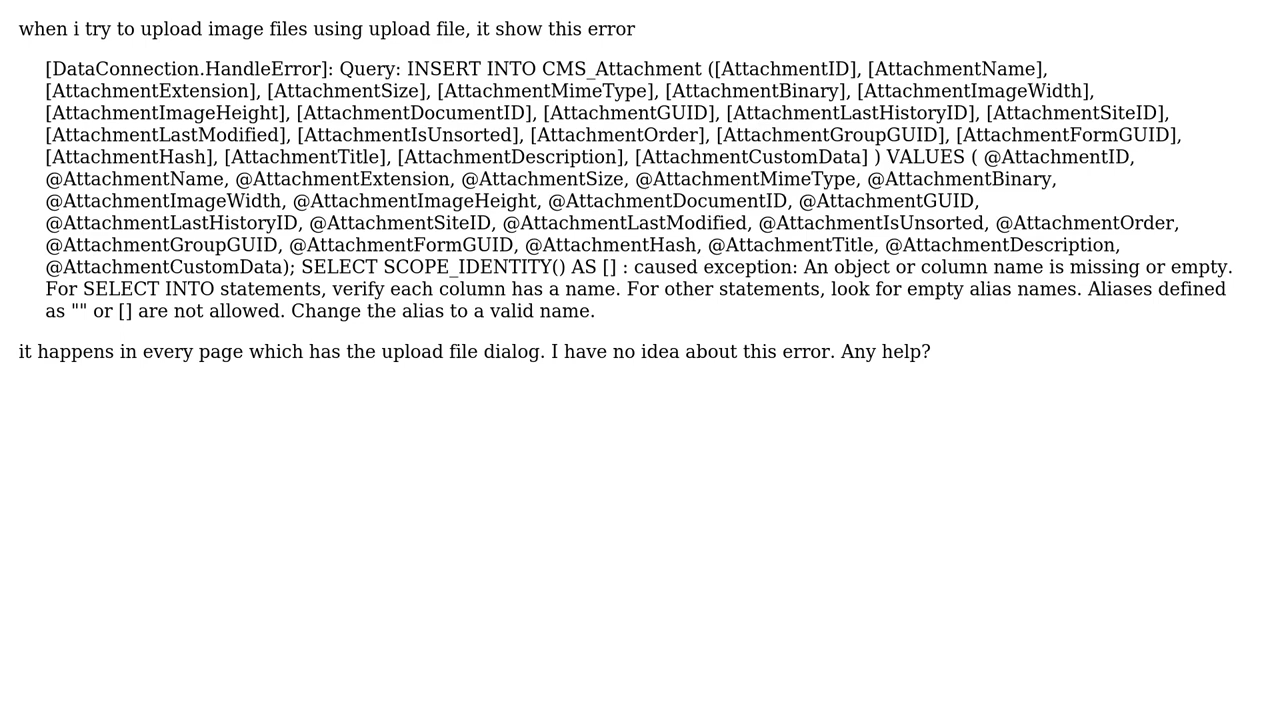 when i try to upload image files using upload file, it show this error
[DataConnection.HandleError]: Query: INSERT INTO CMS_Attachment ([AttachmentID], [AttachmentName],
[AttachmentExtension], [AttachmentSize], [AttachmentMimeType], [AttachmentBinary], [AttachmentImageWidth],
[AttachmentImageHeight], [AttachmentDocumentID], [AttachmentGUID], [AttachmentLastHistoryID], [AttachmentSiteID],
[AttachmentLastModified], [AttachmentIsUnsorted], [AttachmentOrder], [AttachmentGroupGUID], [AttachmentFormGUID],
[AttachmentHash], [AttachmentTitle], [AttachmentDescription], [AttachmentCustomData] ) VALUES ( @AttachmentID,
@AttachmentName, @AttachmentExtension, @AttachmentSize, @AttachmentMimeType, @AttachmentBinary,
@AttachmentImageWidth, @AttachmentImageHeight, @AttachmentDocumentID, @AttachmentGUID,
@AttachmentLastHistoryID, @AttachmentSiteID, @AttachmentLastModified, @AttachmentIsUnsorted, @AttachmentOrder,
@AttachmentGroupGUID, @AttachmentFormGUID, @AttachmentHash, @AttachmentTitle, @AttachmentDescription,
@AttachmentCustomData); SELECT SCOPE_IDENTITY() AS [] : caused exception: An object or column name is missing or empty.
For SELECT INTO statements, verify each column has a name. For other statements, look for empty alias names. Aliases defined
as "" or [] are not allowed. Change the alias to a valid name.
it happens in every page which has the upload file dialog. I have no idea about this error. Any help?